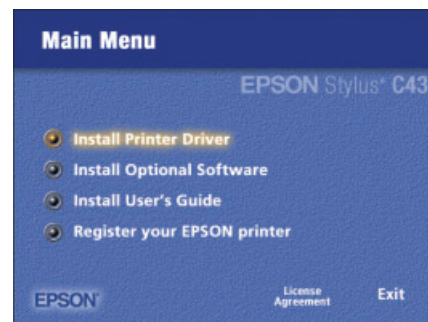 Main Menu
EPSON Stylus® C43
Install Printer Driver
Install Optional Software
Install User's Guide
Register your EPSON printer
EPSON®
License
Agreement
Exit